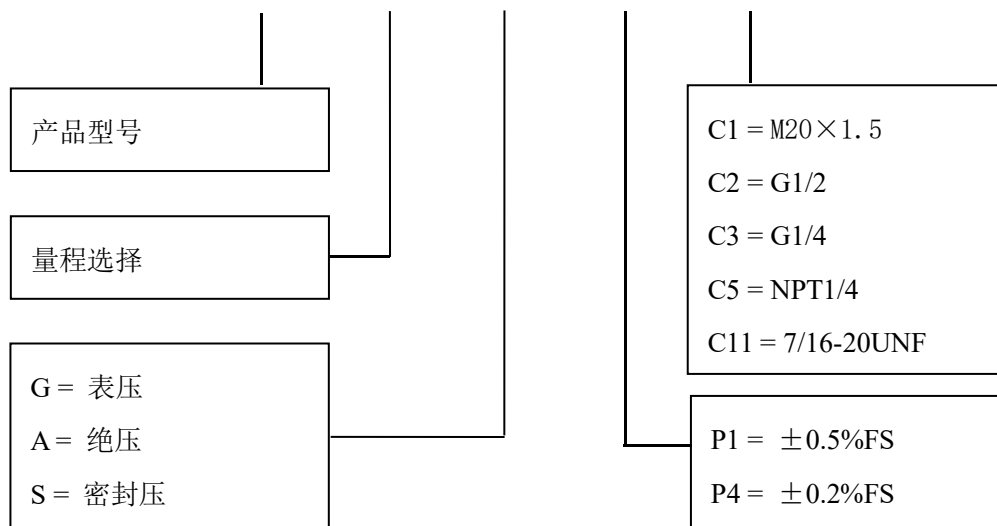 产品型号
量程选择
G = 表压
A = 绝压
S = 密封压
C1 = M20×1.5
C2 = G1/2
C3 = G1/4
C5 = NPT1/4
C11 = 7/16-20UNF
P1 = ±0.5%FS
P4 = ±0.2%FS